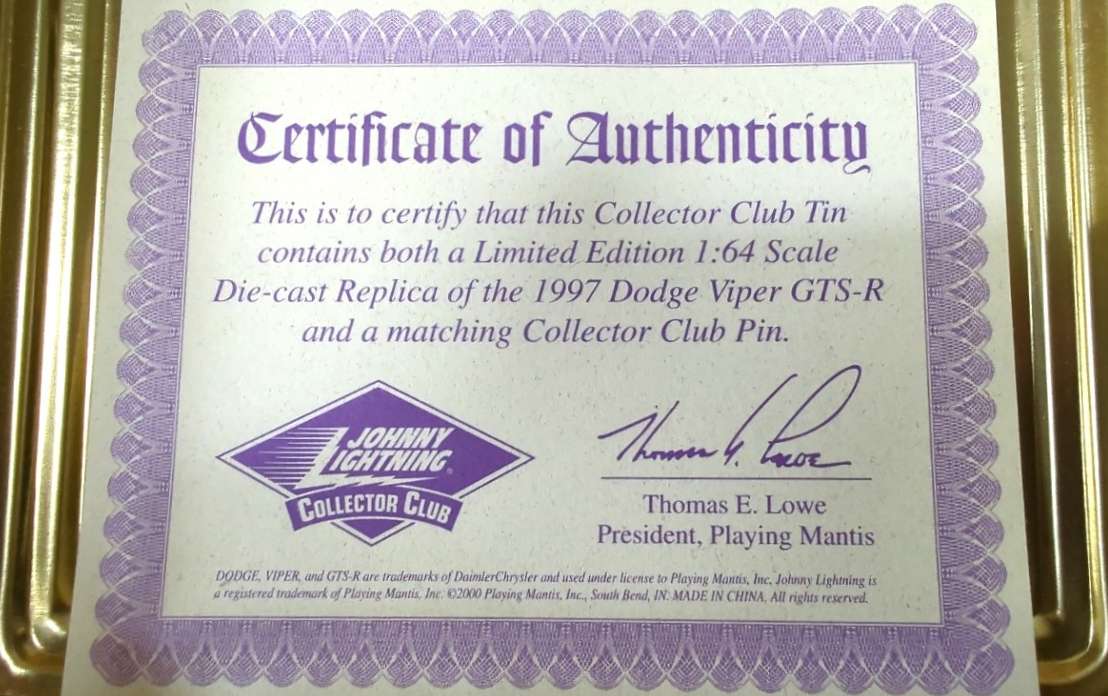 Certificate of Authenticity
This is to certify that this Collector Club Tin
contains both a Limited Edition 1:64 Scale
Die-cast Replica of the 1997 Dodge Viper GTS-R
and a matching Collector Club Pin.
JOHNNY
LIGHTNING®
COLLECTOR CLUB
Thomas E. Lowe
Thomas E. Lowe
President, Playing Mantis
DODGE, VIPER, and GTS-R are trademarks of DaimlerChrysler and used under license to Playing Mantis, Inc. Johnny Lightning is
a registered trademark of Playing Mantis, Inc. ©2000 Playing Mantis, Inc., South Bend, IN. MADE IN CHINA. All rights reserved.